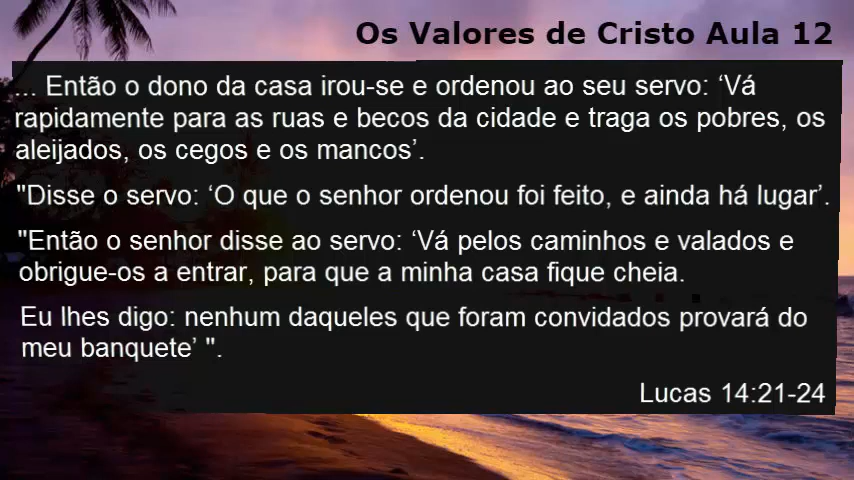 Os Valores de Cristo Aula 12
... Então o dono da casa irou-se e ordenou ao seu servo: ‘Vá
rapidamente para as ruas e becos da cidade e traga os pobres, os
aleijados, os cegos e os mancos’.
"Disse o servo: ‘O que o senhor ordenou foi feito, e ainda há lugar’.
"Então o senhor disse ao servo: ‘Vá pelos caminhos e valados e
obrigue-os a entrar, para que a minha casa fique cheia.
Eu lhes digo: nenhum daqueles que foram convidados provará do
meu banquete’ ".
Lucas 14:21-24